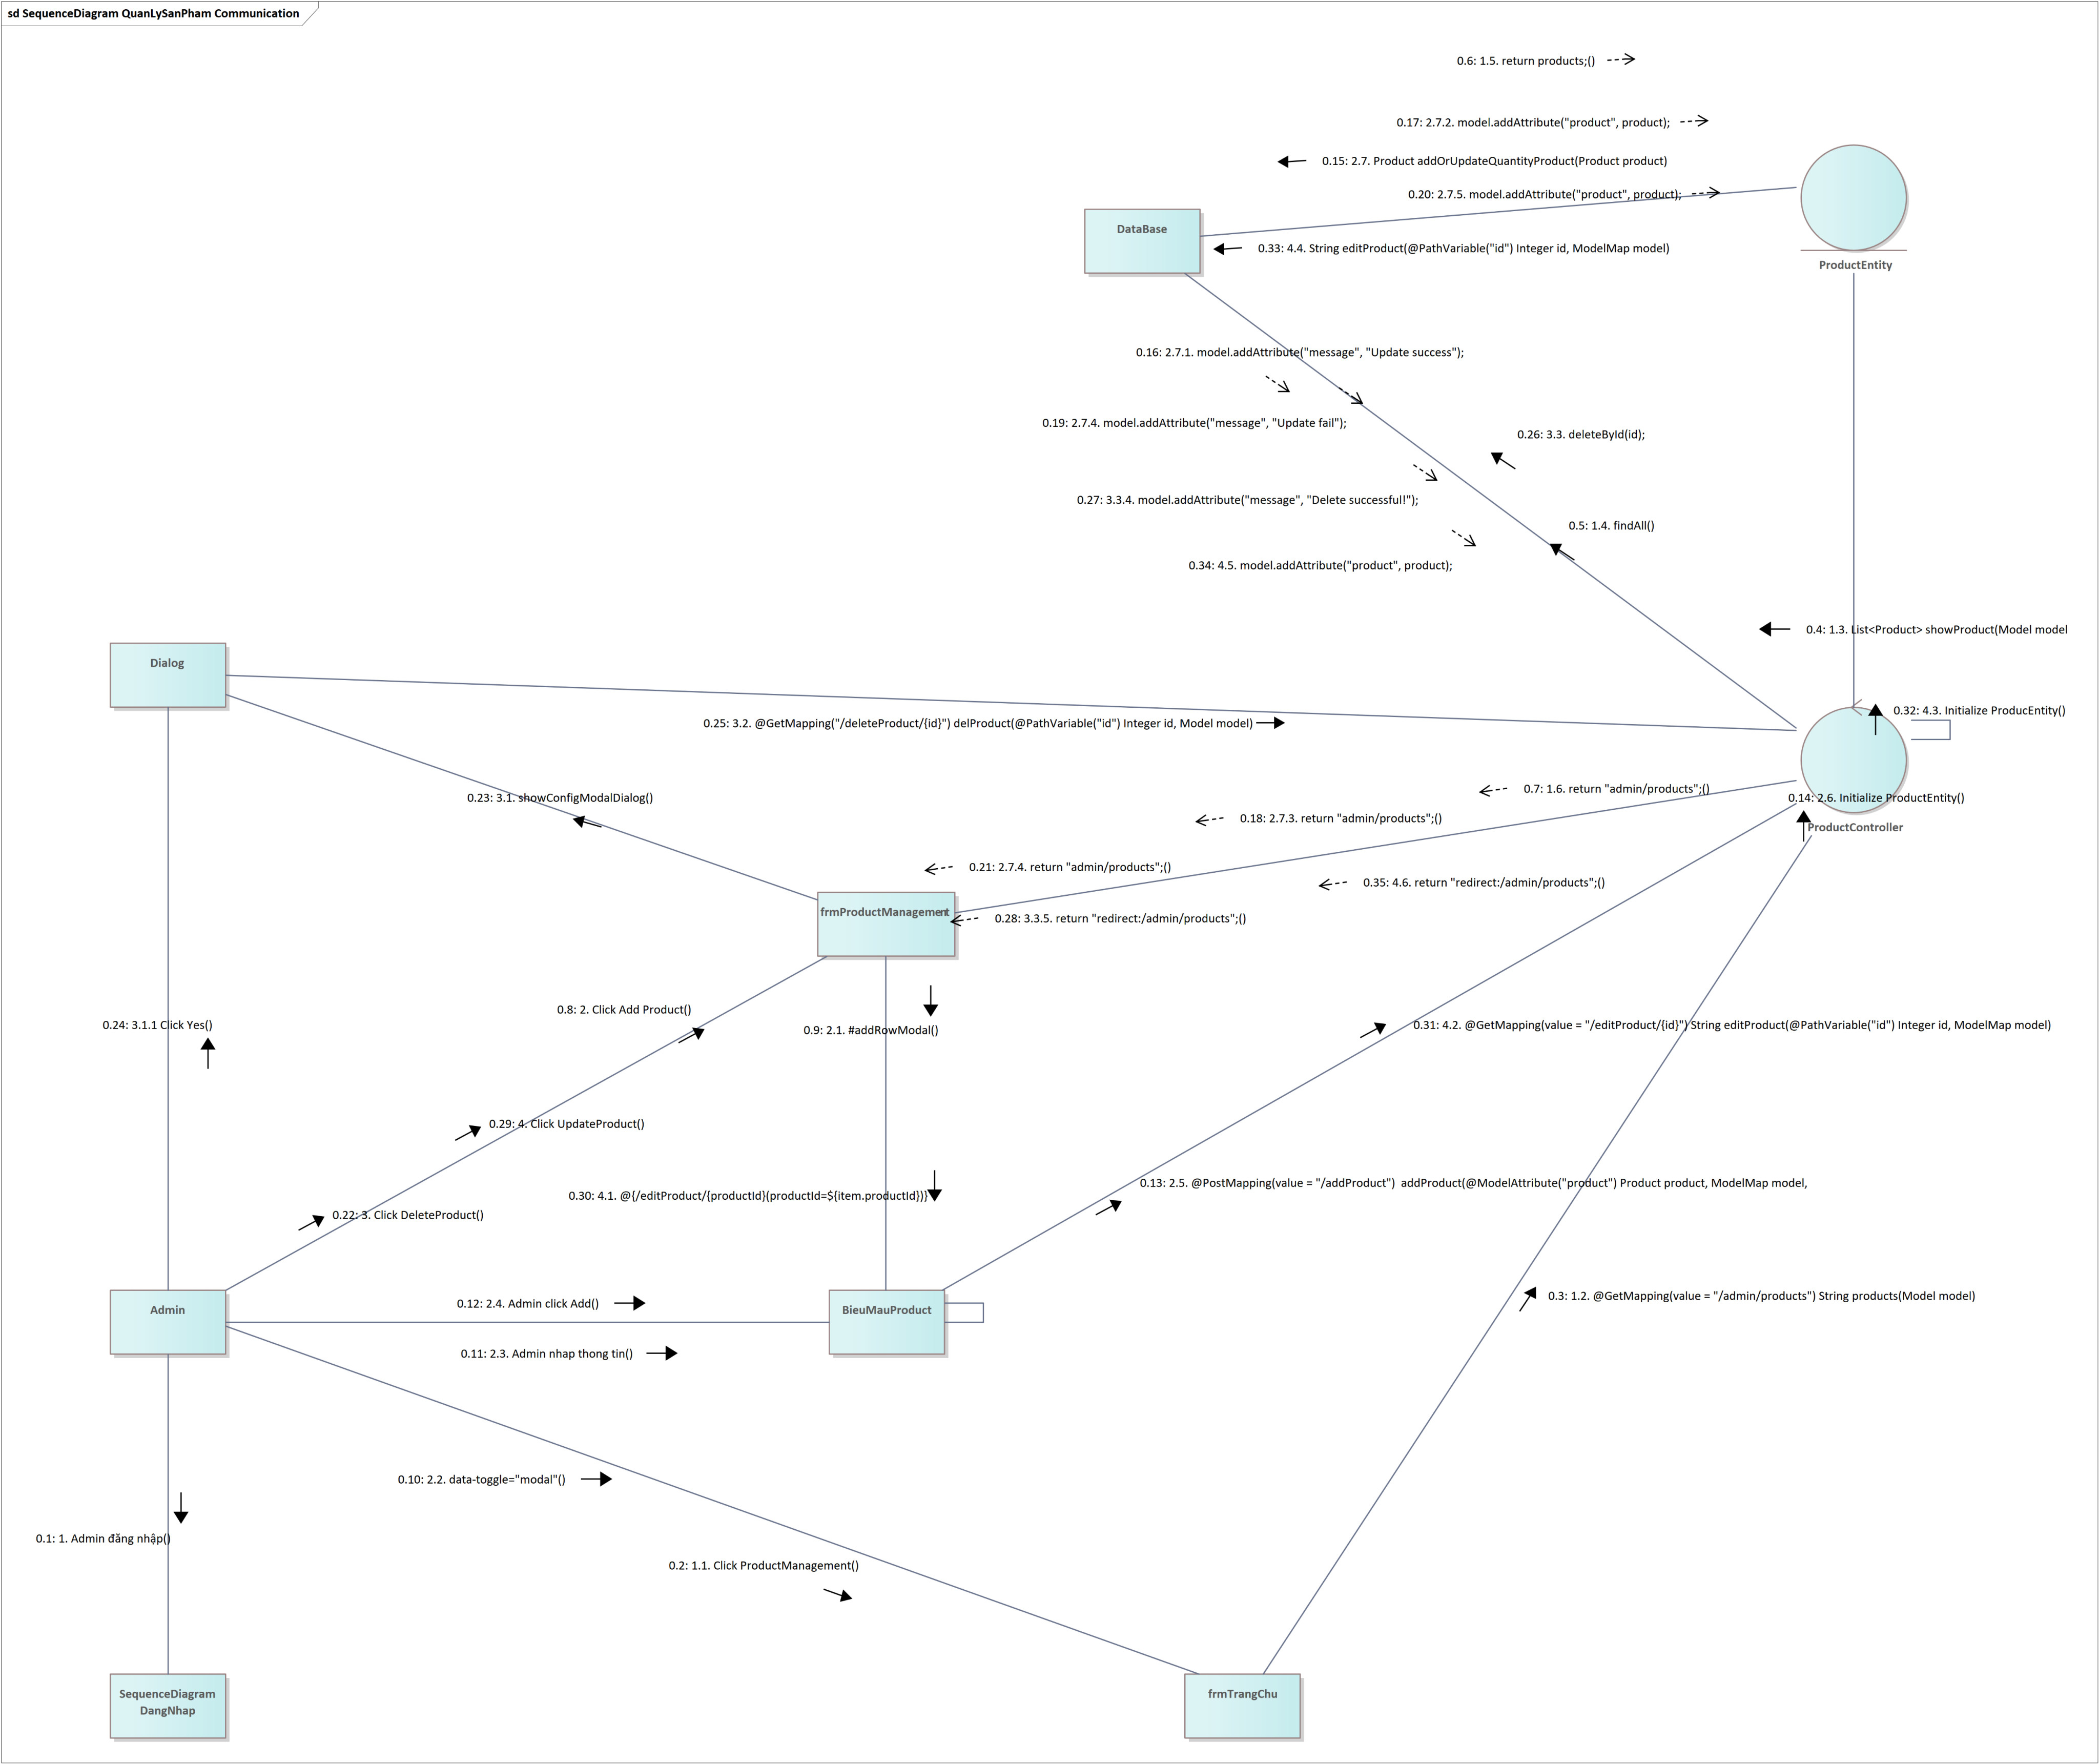 sd SequenceDiagram QuanLySanPham Communication
0.6: 1.5. return products;()
0.17: 2.7.2. model.addAttribute("product", product);
0.15: 2.7. Product addOrUpdateQuantityProduct(Product product)
0.20: 2.7.5. model.addAttribute("product", product);
DataBase
0.33: 4.4. String editProduct(@PathVariable("id") Integer id, ModelMap model)
ProductEntity
0.16: 2.7.1. model.addAttribute("message", "Update success");
0.19: 2.7.4. model.addAttribute("message", "Update fail");
0.26: 3.3. deleteById(id);
0.27: 3.3.4. model.addAttribute("message", "Delete successful!");
0.5: 1.4. findAll()
0.34: 4.5. model.addAttribute("product", product);
0.4: 1.3. List<Product> showProduct(Model model
Dialog
0.32: 4.3. Initialize ProducEntity()
0.25: 3.2. @GetMapping("/deleteProduct/{id}") delProduct(@PathVariable("id") Integer id, Model model)
0.7: 1.6. return "admin/products";()
0.23: 3.1. showConfigModalDialog()
0.14: 2.6. Initialize ProductEntity()
0.18: 2.7.3. return "admin/products";()
ProductController
0.21: 2.7.4. return "admin/products";()
0.35: 4.6. return "redirect:/admin/products";()
frmProductManagement
0.28: 3.3.5. return "redirect:/admin/products";()
0.8: 2. Click Add Product()
0.24: 3.1.1 Click Yes()
0.9: 2.1. #addRowModal()
0.31: 4.2. @GetMapping(value = "/editProduct/{id}") String editProduct(@PathVariable("id") Integer id, ModelMap model)
0.29: 4. Click UpdateProduct()
0.13: 2.5. @PostMapping(value = "/addProduct")  addProduct(@ModelAttribute("product") Product product, ModelMap model,
0.30: 4.1. @{/editProduct/{productId}(productId=${item.productId})}
0.22: 3. Click DeleteProduct()
0.3: 1.2. @GetMapping(value = "/admin/products") String products(Model model)
0.12: 2.4. Admin click Add()
Admin
BieuMauProduct
0.11: 2.3. Admin nhap thong tin()
0.10: 2.2. data-toggle="modal"()
0.1: 1. Admin đăng nhập()
0.2: 1.1. Click ProductManagement()
SequenceDiagram
DangNhap
frmTrangChu